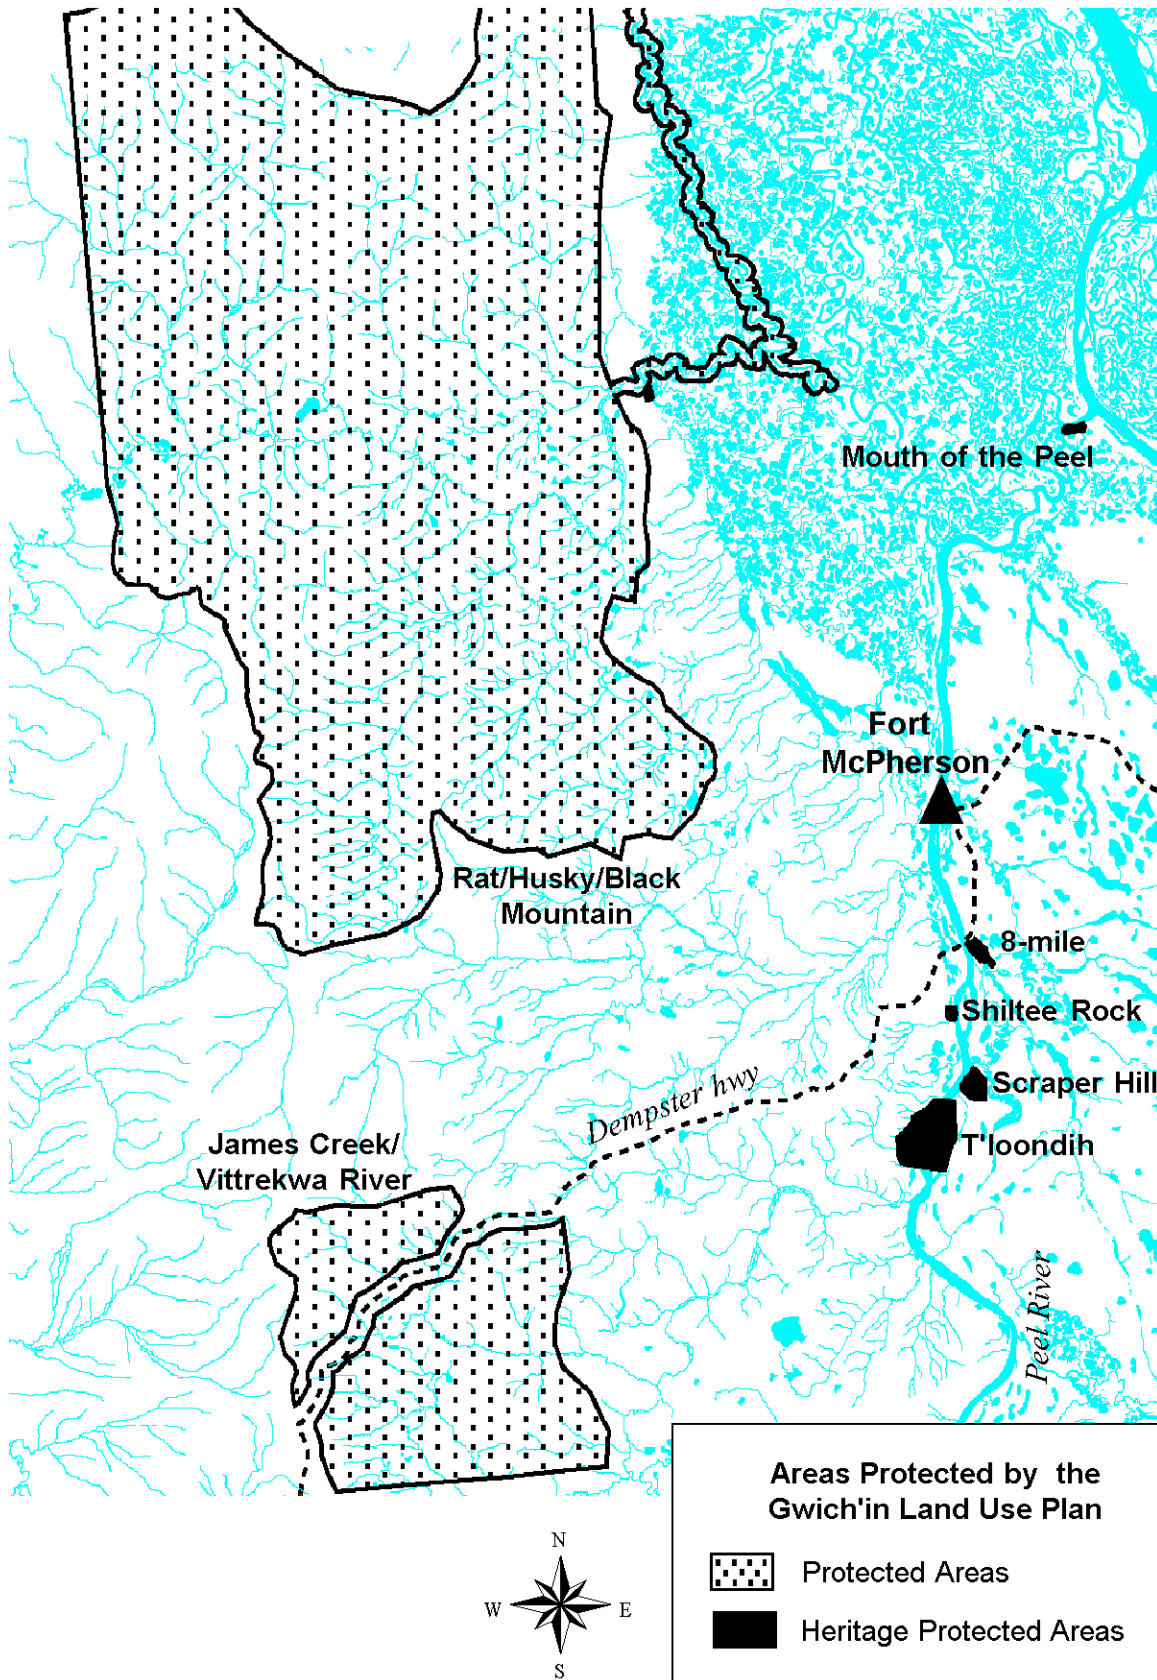 Mouth of the Peel
Fort
McPherson
Rat/Husky/Black
Mountain
8-mile
Shiltee Rock
Scraper Hill
Dempster hwy
T'loondih
James Creek/
Vittrekwa River
Peel River
Areas Protected by the
Gwich'in Land Use Plan
Protected Areas
Heritage Protected Areas
N
W
E
S